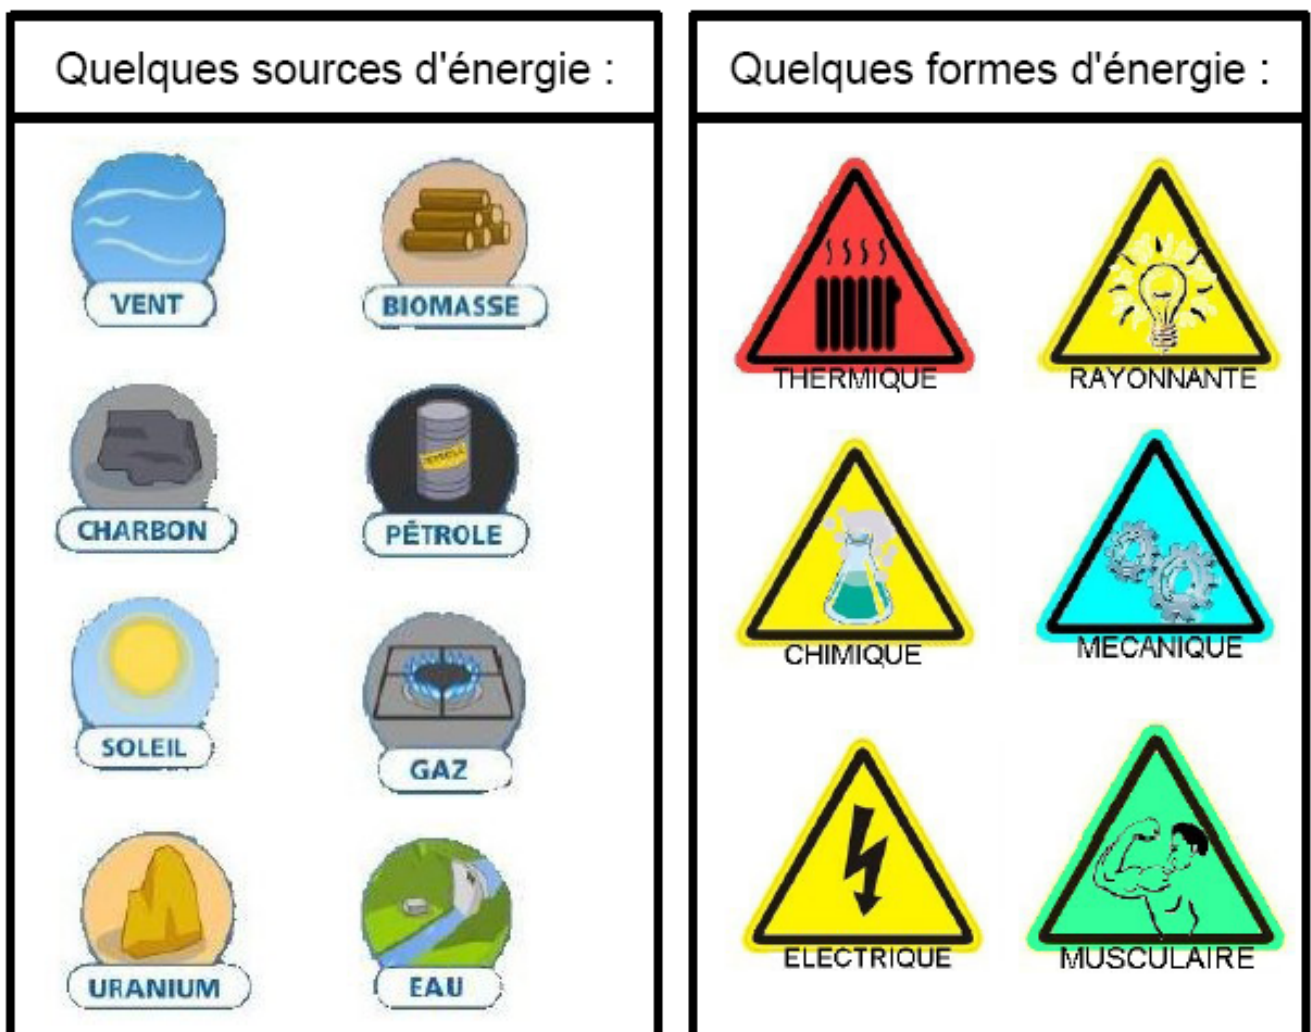 Quelques sources d'énergie :
VENT
BIOMASSE
CHARBON
PÉTROLE
SOLEIL
GAZ
URANIUM
EAU
Quelques formes d'énergie :
THERMIQUE
RAYONNANTE
CHIMIQUE
MECANIQUE
ELECTRIQUE
MUSCULAIRE